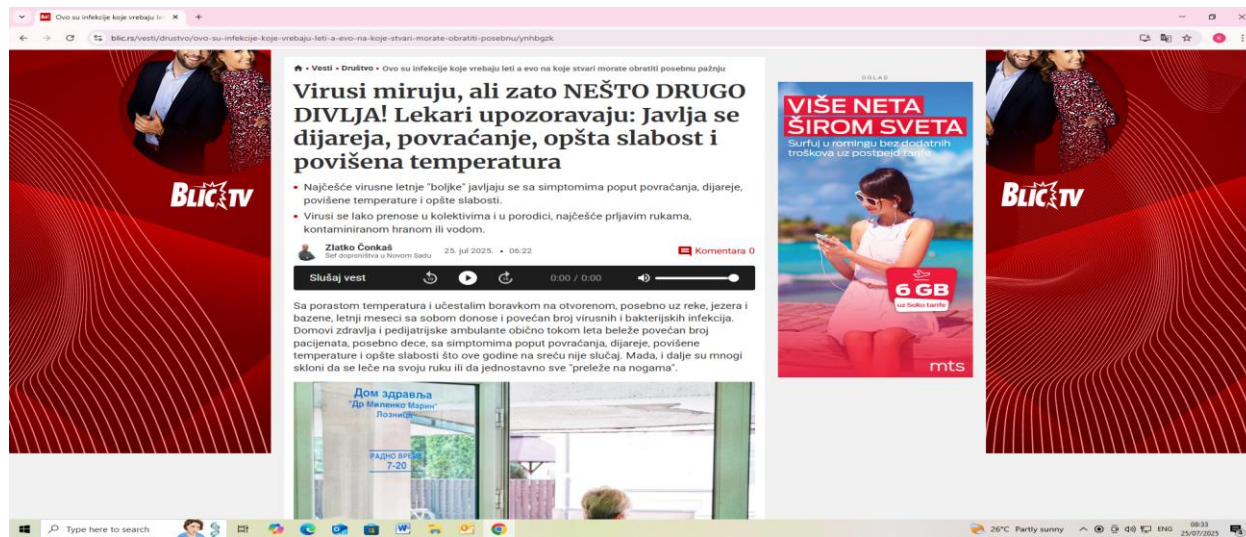 Ovo su infekcije koje vrebaju le
blic.rs/vesti/drustvo/ovo-su-infekcije-koje-vrebaju-leti-a-evo-na-koje-stvari-morate-obratiti-posebnu/ynhbgzk
Vesti • Društvo • Ovo su infekcije koje vrebaju leti a evo na koje stvari morate obratiti posebnu pažnju
Virusi miruju, ali zato NEŠTO DRUGO
DIVLJA! Lekari upozoravaju: Javlja se
dijareja, povraćanje, opšta slabost i
povišena temperatura
• Najčešće virusne letnje "boljke" javljaju se sa simptomima poput povraćanja, dijareje,
povišene temperature i opšte slabosti.
• Virusi se lako prenose u kolektivima i u porodici, najčešće prljavim rukama,
kontaminiranom hranom ili vodom.
Zlatko Čonkaš
Šef dopisništva u Novom Sadu
25. jul 2025. • 06:22
Komentara 0
Slušaj vest
0:00 / 0:00
Sa porastom temperatura i učestalim boravkom na otvorenom, posebno uz reke, jezera i
bazene, letnji meseci sa sobom donose i povećan broj virusnih i bakterijskih infekcija.
Domovi zdravlja i pedijatrijske ambulante obično tokom leta beleže povećan broj
pacijenata, posebno dece, sa simptomima poput povraćanja, dijareje, povišene
temperature i opšte slabosti što ove godine na sreću nije slučaj. Mada, i dalje su mnogi
skloni da se leče na svoju ruku ili da jednostavno sve "preleže na nogama".
Дом здравља
"Др Миленко Марин"
Лозница
РАДНО ВРЕМЕ
7-20
BLIC TV
OGLAS
VIŠE NETA
ŠIROM SVETA
Surfuj u romingu bez dodatnih
troškova uz postpejd tarife
6 GB
uz Soko tarife
mts
BLIC TV
Type here to search
26°C Partly sunny
ENG
08:33
25/07/2025